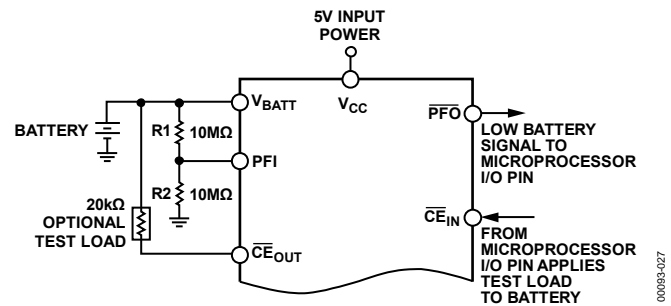 5V INPUT
POWER
VBATT
VCC
PFO
BATTERY
R1 10MΩ
PFI
R2 10MΩ
LOW BATTERY
SIGNAL TO
MICROPROCESSOR
I/O PIN
20kΩ
OPTIONAL
TEST LOAD
CEOUT
CEIN
FROM
MICROPROCESSOR
I/O PIN APPLIES
TEST LOAD
TO BATTERY
00093-027